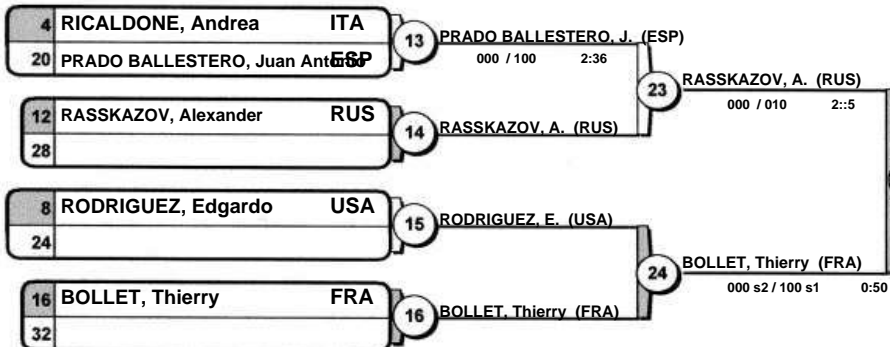 4 RICALDONE, Andrea ITA
20 PRADO BALLESTERO, Juan Antonio ESP
13 PRADO BALLESTERO, J. (ESP)
000 / 100 2:36
12 RASSKAZOV, Alexander RUS
28
14 RASSKAZOV, A. (RUS)
23 RASSKAZOV, A. (RUS)
000 / 010 2::5
8 RODRIGUEZ, Edgardo USA
24
15 RODRIGUEZ, E. (USA)
16 BOLLET, Thierry FRA
32
16 BOLLET, Thierry (FRA)
24 BOLLET, Thierry (FRA)
000 s2 / 100 s1 0:50